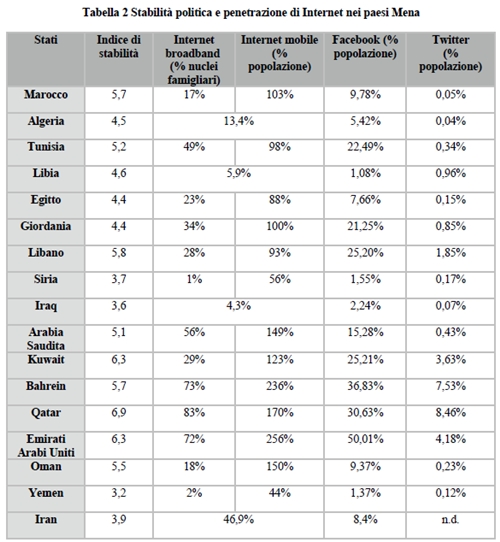 Tabella 2 Stabilità politica e penetrazione di Internet nei paesi Mena
Stati Indice di stabilità Internet broadband (% nuclei famigliari) Internet mobile (% popolazione) Facebook (% popolazione) Twitter (% popolazione)
Marocco 5,7 17% 103% 9,78% 0,05%
Algeria 4,5 13,4% 5,42% 0,04%
Tunisia 5,2 49% 98% 22,49% 0,34%
Libia 4,6 5,9% 1,08% 0,96%
Egitto 4,4 23% 88% 7,66% 0,15%
Giordania 4,4 34% 100% 21,25% 0,85%
Libano 5,8 28% 93% 25,20% 1,85%
Siria 3,7 1% 56% 1,55% 0,17%
Iraq 3,6 4,3% 2,24% 0,07%
Arabia Saudita 5,1 56% 149% 15,28% 0,43%
Kuwait 6,3 29% 123% 25,21% 3,63%
Bahrein 5,7 73% 236% 36,83% 7,53%
Qatar 6,9 83% 170% 30,63% 8,46%
Emirati Arabi Uniti 6,3 72% 256% 50,01% 4,18%
Oman 5,5 18% 150% 9,37% 0,23%
Yemen 3,2 2% 44% 1,37% 0,12%
Iran 3,9 46,9% 8,4% n.d.